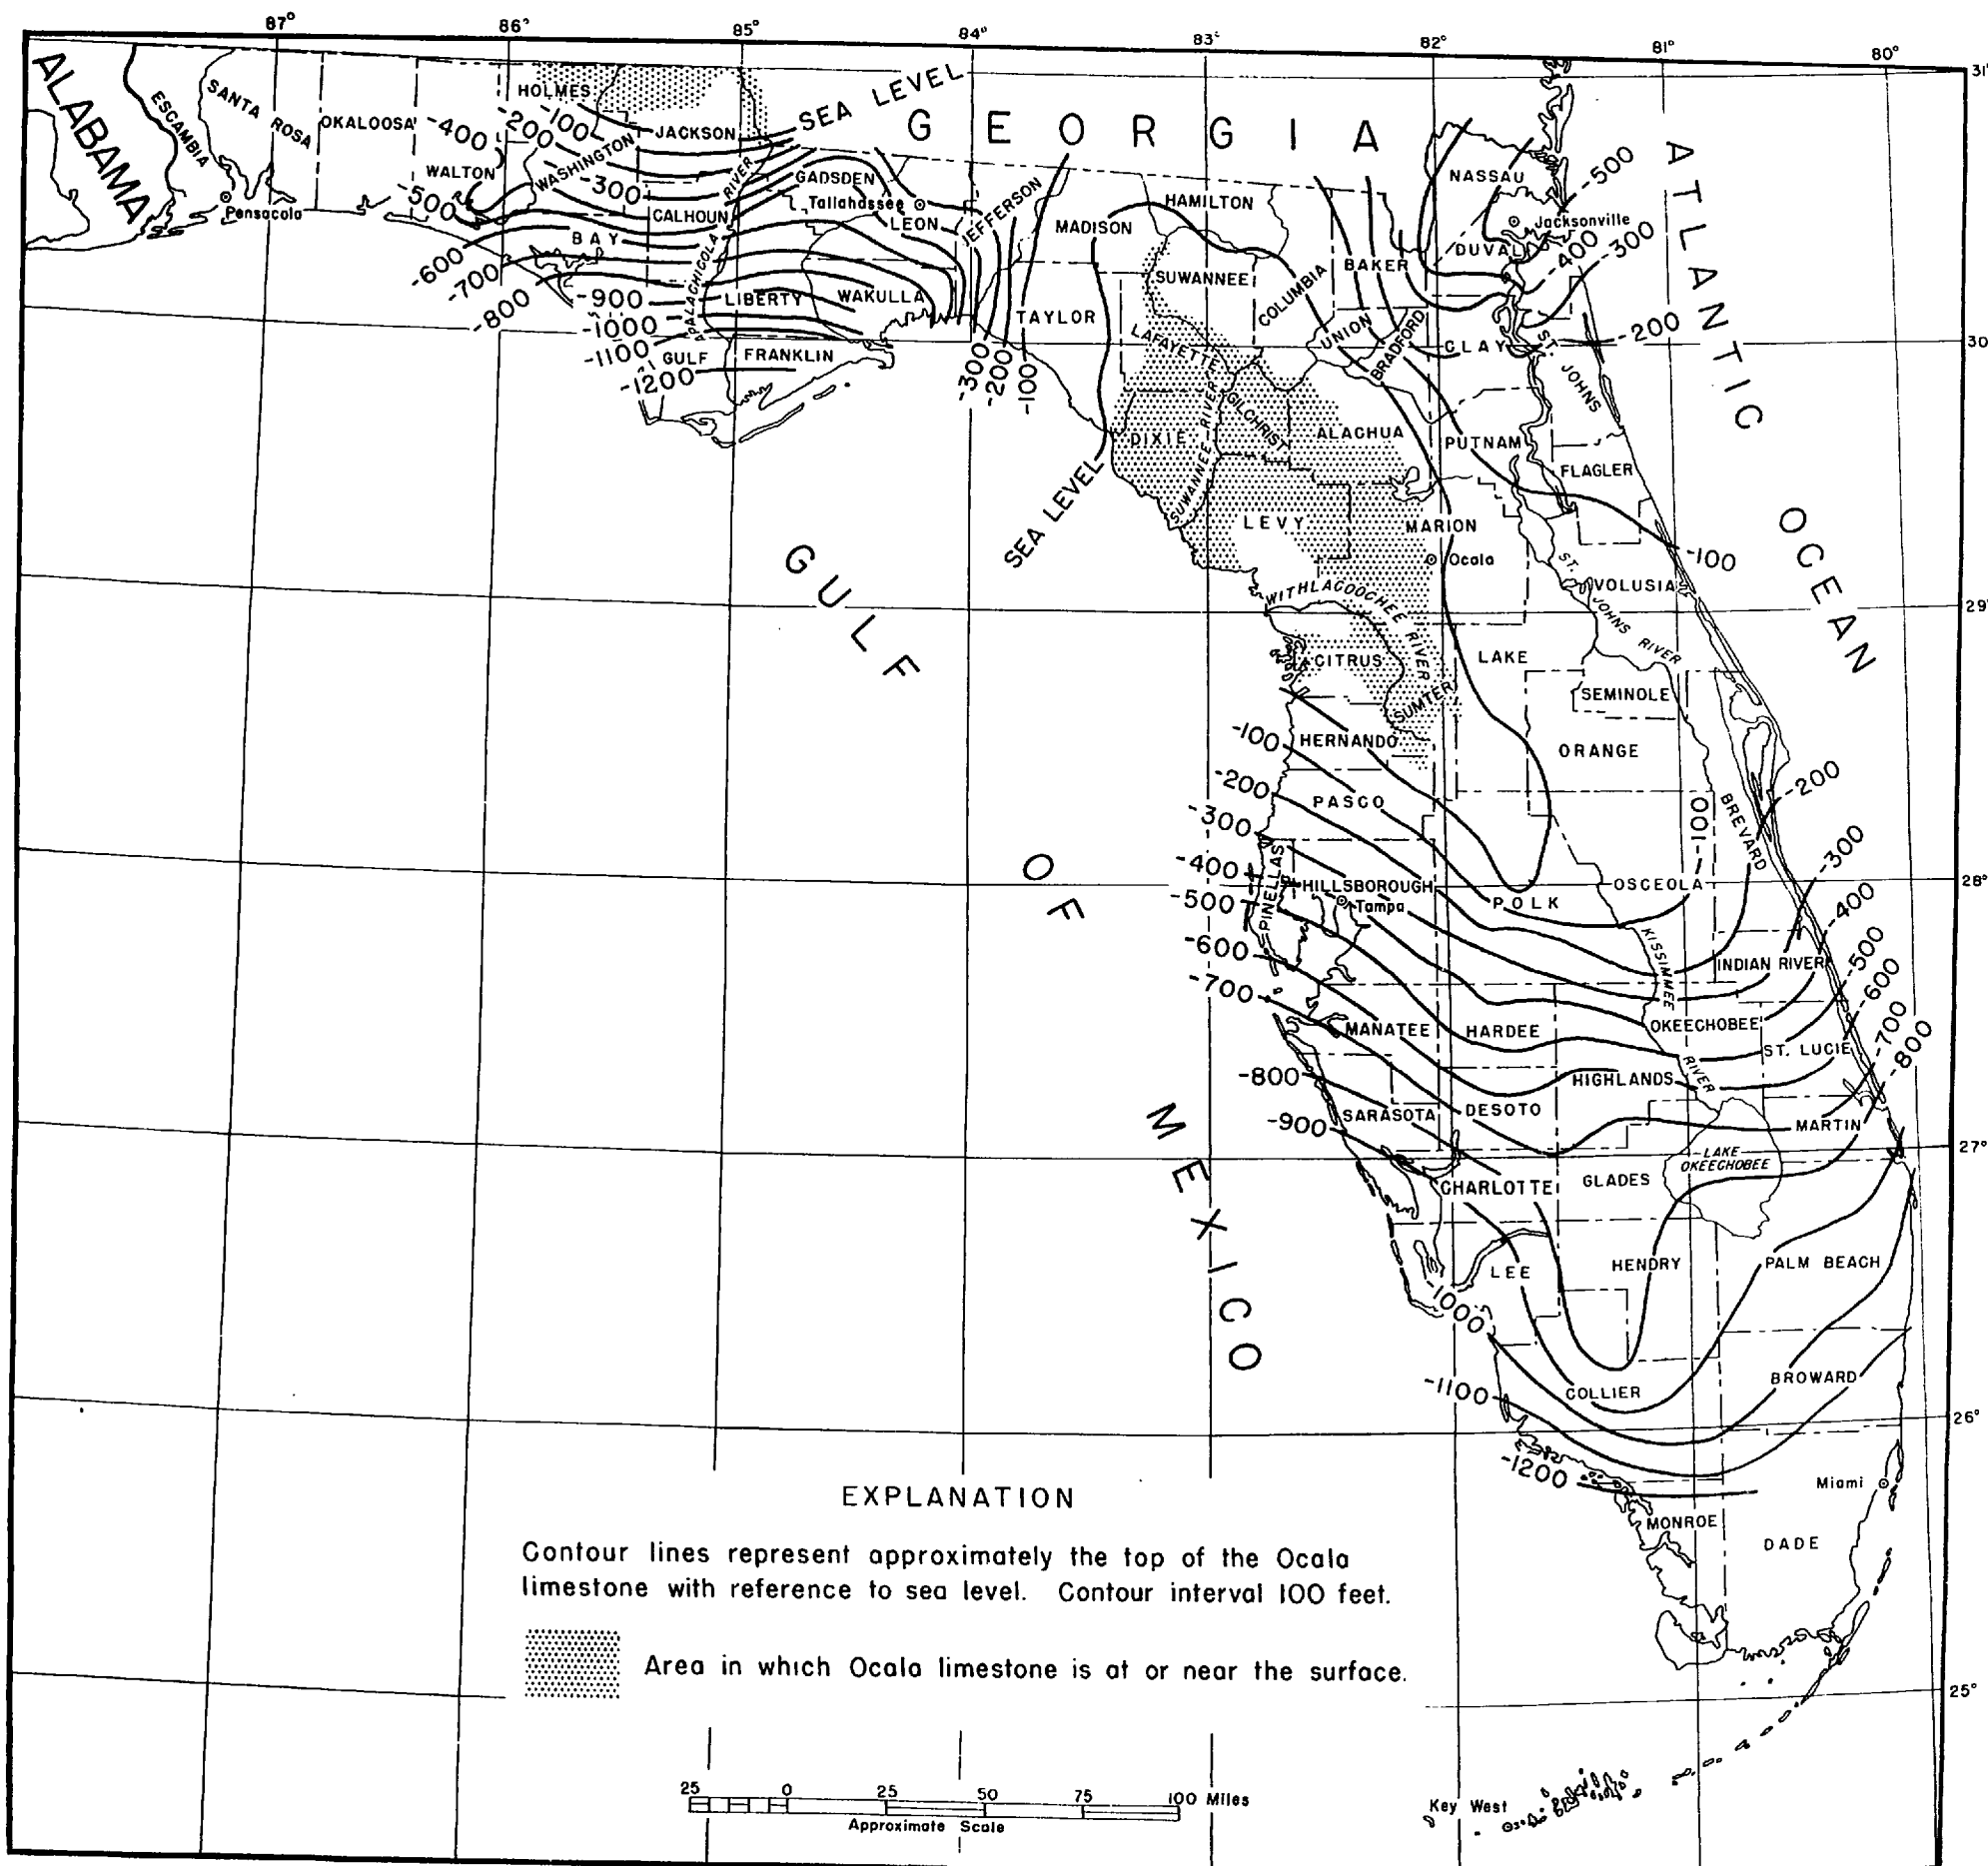 87° 86° 85° 84° 83° 82° 81° 80°
31°
30°
29°
28°
27°
26°
25°
ALABAMA
GEORGIA
ATLANTIC OCEAN
GULF OF MEXICO
ESCAMBIA
SANTA ROSA
OKALOOSA
WALTON
HOLMES
WASHINGTON
JACKSON
BAY
CALHOUN
GADSDEN
LEON
LIBERTY
WAKULLA
GULF
FRANKLIN
JEFFERSON
MADISON
TAYLOR
HAMILTON
SUWANNEE
LAFAYETTE
DIXIE
COLUMBIA
BAKER
UNION
BRADFORD
NASSAU
DUVAL
CLAY
ST. JOHNS
GILCHRIST
ALACHUA
PUTNAM
FLAGLER
LEVY
MARION
VOLUSIA
CITRUS
SUMTER
LAKE
SEMINOLE
ORANGE
HERNANDO
PASCO
PINELLAS
HILLSBOROUGH
POLK
OSCEOLA
BREVARD
INDIAN RIVER
MANATEE
HARDEE
OKEECHOBEE
ST. LUCIE
HIGHLANDS
SARASOTA
DESOTO
MARTIN
CHARLOTTE
GLADES
LEE
HENDRY
PALM BEACH
COLLIER
BROWARD
MONROE
DADE
APALACHICOLA RIVER
SUWANNEE RIVER
WITHLACOOCHEE RIVER
ST. JOHNS RIVER
KISSIMMEE RIVER
LAKE OKEECHOBEE
Pensacola
Tallahassee
Jacksonville
Ocala
Tampa
Miami
Key West
SEA LEVEL
-100
-200
-300
-400
-500
-600
-700
-800
-900
-1000
-1100
-1200
-300
-200
-100
SEA LEVEL
-500
-400
-300
-200
-100
-100
-200
-300
-400
-500
-600
-700
-800
-900
-1000
-1100
-1200
-100
-200
-300
-400
-500
-600
-700
-800
EXPLANATION
Contour lines represent approximately the top of the Ocala
limestone with reference to sea level. Contour interval 100 feet.
Area in which Ocala limestone is at or near the surface.
25 0 25 50 75 100 Miles
Approximate Scale